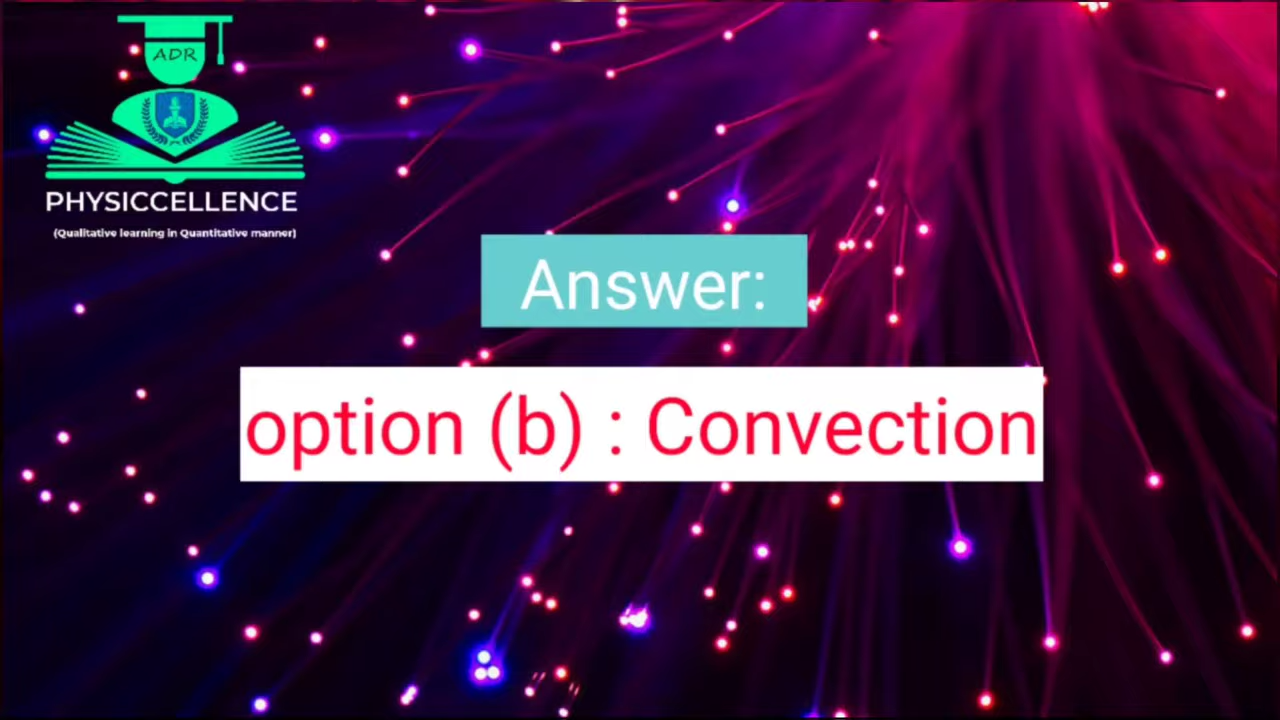 ADR
PHYSICCELLENCE
(Qualitative learning in Quantitative manner)
Answer:
option (b) : Convection